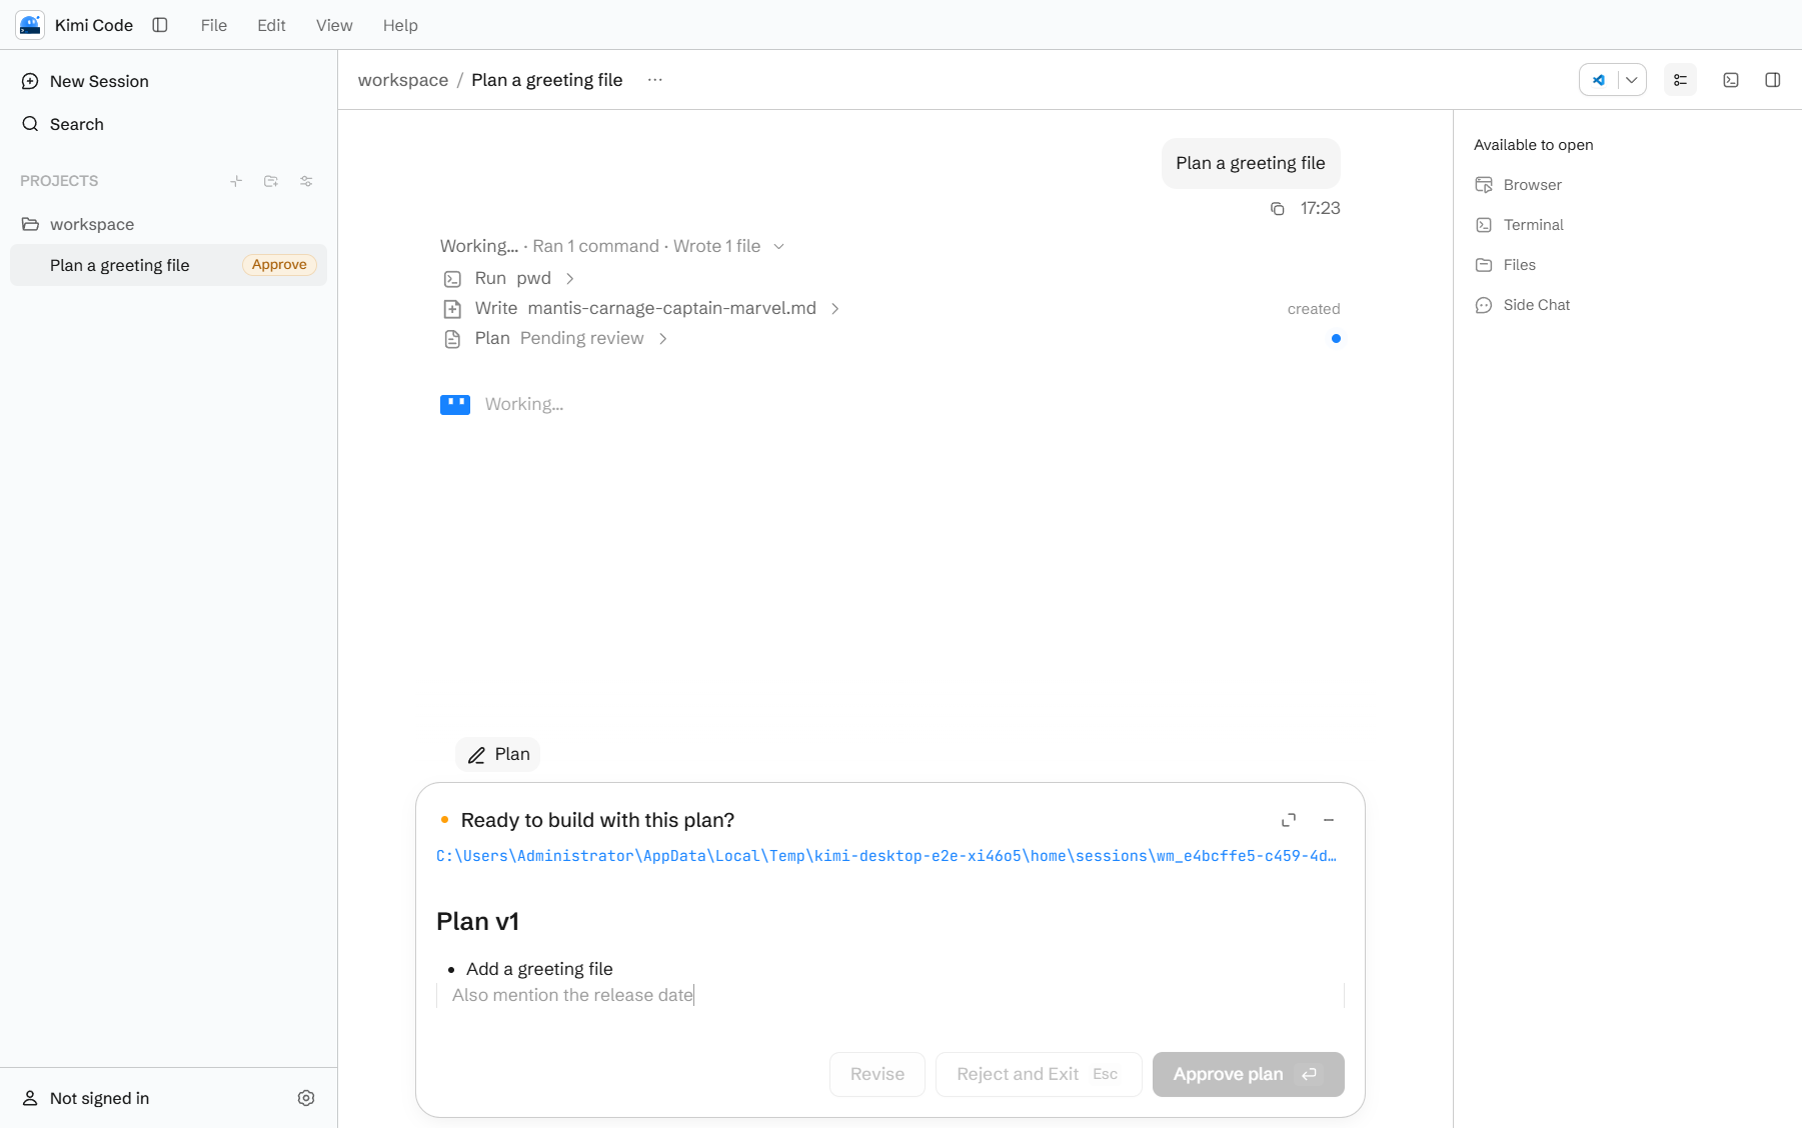 Kimi Code File Edit View Help
New Session
Search
PROJECTS
workspace
Plan a greeting file Approve
Not signed in
workspace / Plan a greeting file ...
Plan a greeting file
17:23
Working... · Ran 1 command · Wrote 1 file
Run pwd
Write mantis-carnage-captain-marvel.md created
Plan Pending review
Working...
Plan
Ready to build with this plan?
C:\Users\Administrator\AppData\Local\Temp\kimi-desktop-e2e-xi46o5\home\sessions\wm_e4bcffe5-c459-4d…
Plan v1
• Add a greeting file
Also mention the release date
Revise Reject and Exit Esc Approve plan
Available to open
Browser
Terminal
Files
Side Chat